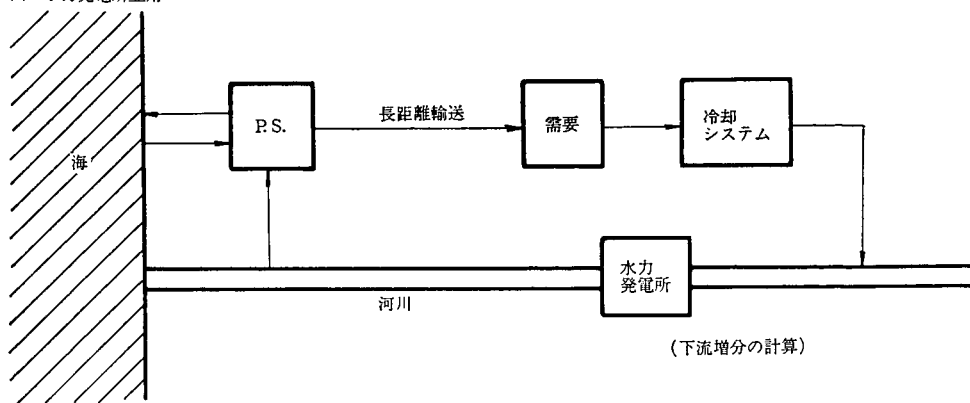 P.S.
長距離輸送
需要
冷却
システム
海
水力
発電所
河川
(下流増分の計算)